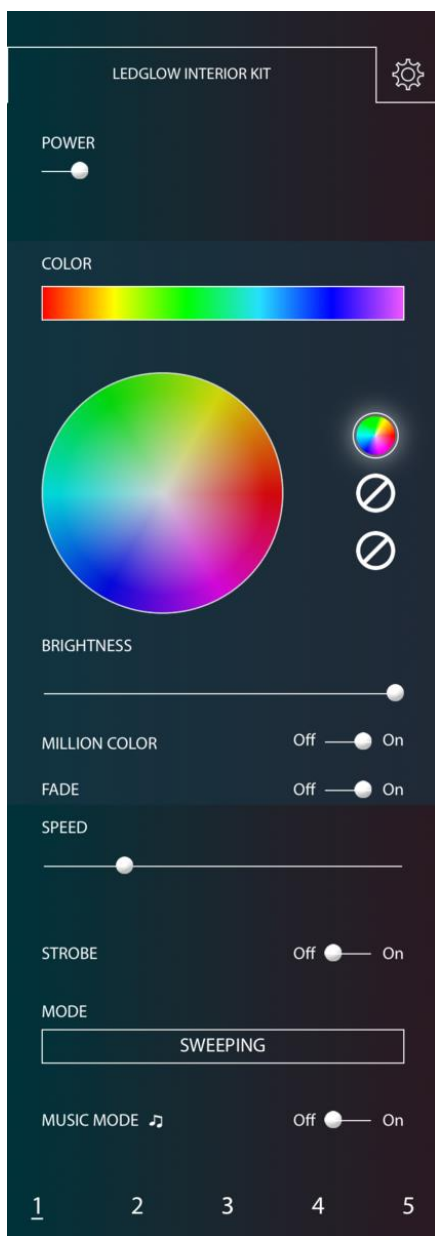 LEDGLOW INTERIOR KIT
POWER
COLOR
BRIGHTNESS
MILLION COLOR Off On
FADE Off On
SPEED
STROBE Off On
MODE
SWEEPING
MUSIC MODE Off On
1 2 3 4 5